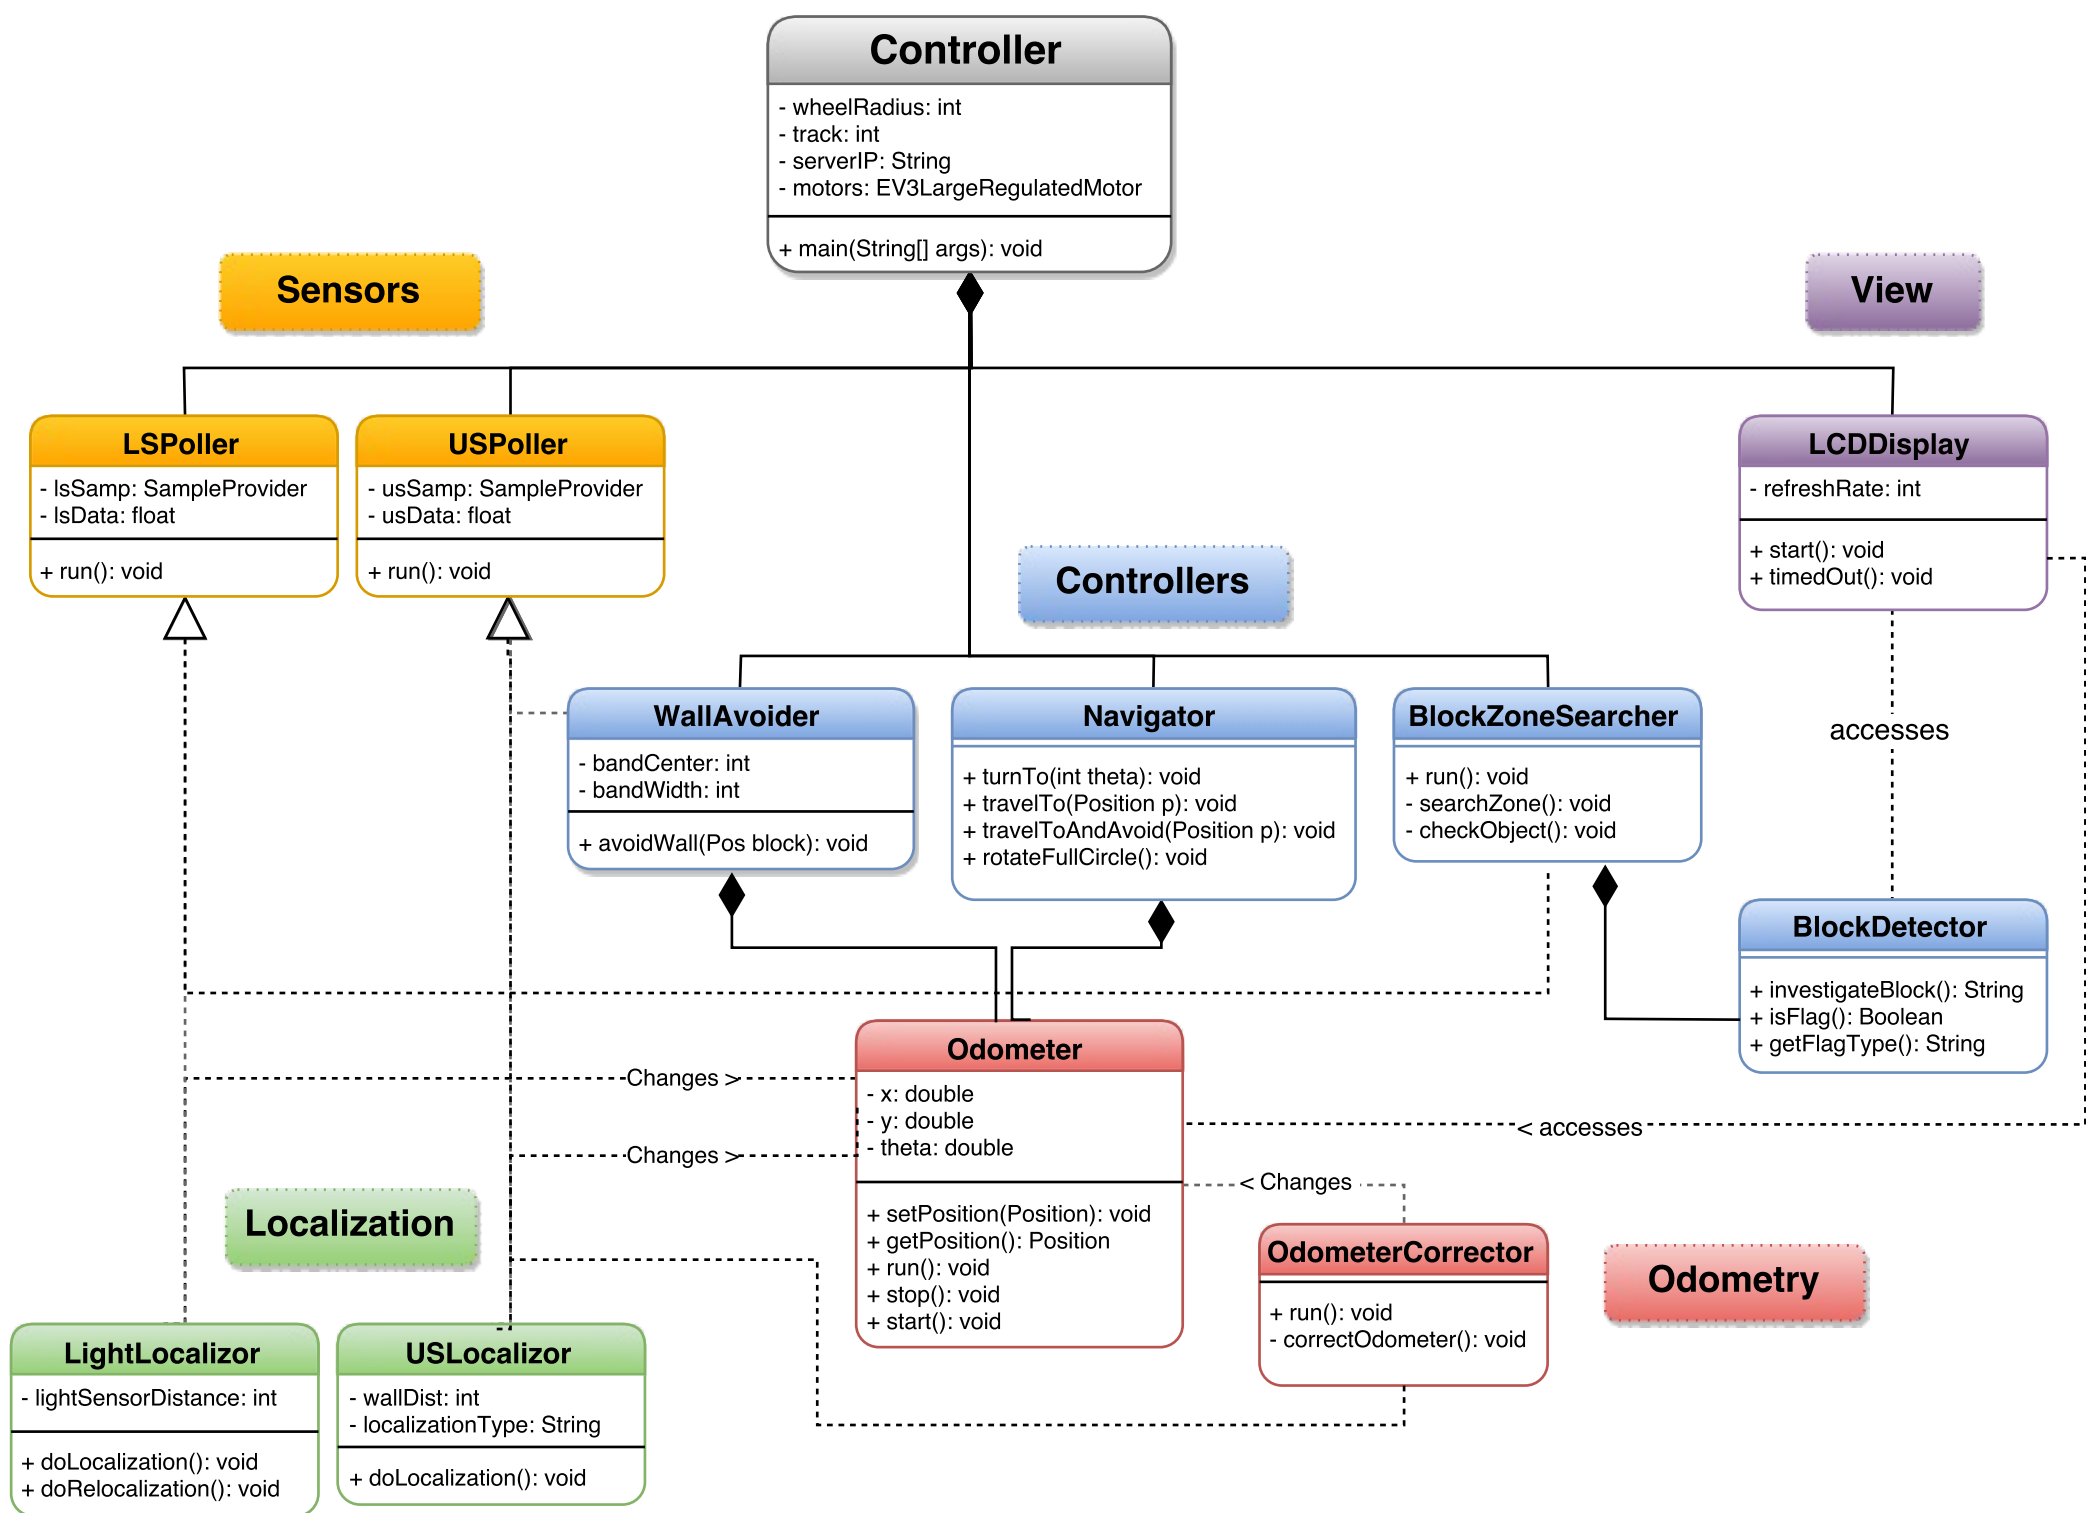 Controller
- wheelRadius: int
- track: int
- serverIP: String
- motors: EV3LargeRegulatedMotor
+ main(String[] args): void
Sensors
View
LSPoller
- lsSamp: SampleProvider
- lsData: float
+ run(): void
USPoller
- usSamp: SampleProvider
- usData: float
+ run(): void
LCDDisplay
- refreshRate: int
+ start(): void
+ timedOut(): void
Controllers
WallAvoider
- bandCenter: int
- bandWidth: int
+ avoidWall(Pos block): void
Navigator
+ turnTo(int theta): void
+ travelTo(Position p): void
+ travelToAndAvoid(Position p): void
+ rotateFullCircle(): void
BlockZoneSearcher
+ run(): void
- searchZone(): void
- checkObject(): void
accesses
BlockDetector
+ investigateBlock(): String
+ isFlag(): Boolean
+ getFlagType(): String
Odometer
- x: double
- y: double
- theta: double
+ setPosition(Position): void
+ getPosition(): Position
+ run(): void
+ stop(): void
+ start(): void
Changes >
Changes >
< accesses
< Changes
Localization
OdometerCorrector
+ run(): void
- correctOdometer(): void
Odometry
LightLocalizor
- lightSensorDistance: int
+ doLocalization(): void
+ doRelocalization(): void
USLocalizor
- wallDist: int
- localizationType: String
+ doLocalization(): void